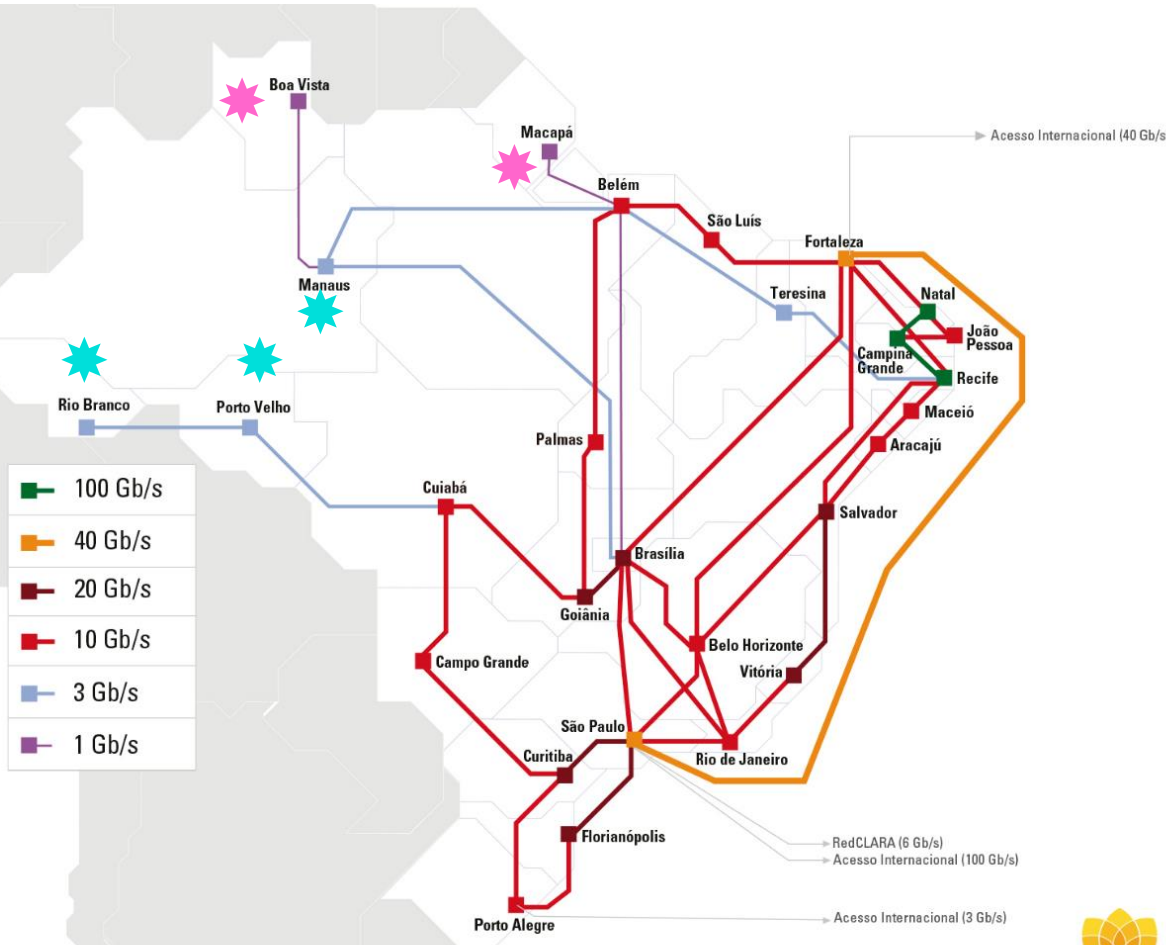 Boa Vista
Macapá
Acesso Internacional (40 Gb/s
Belém
São Luís
Fortaleza
Manaus
Teresina
Natal
João
Pessoa
Campina
Grande
Recife
Rio Branco
Porto Velho
Maceió
Palmas
Aracajú
100 Gb/s
Cuiabá
Salvador
40 Gb/s
Brasília
20 Gb/s
Goiânia
10 Gb/s
Belo Horizonte
Campo Grande
Vitória
3 Gb/s
São Paulo
1 Gb/s
Curitiba
Rio de Janeiro
Florianópolis
RedCLARA (6 Gb/s)
Acesso Internacional (100 Gb/s)
Acesso Internacional (3 Gb/s)
Porto Alegre